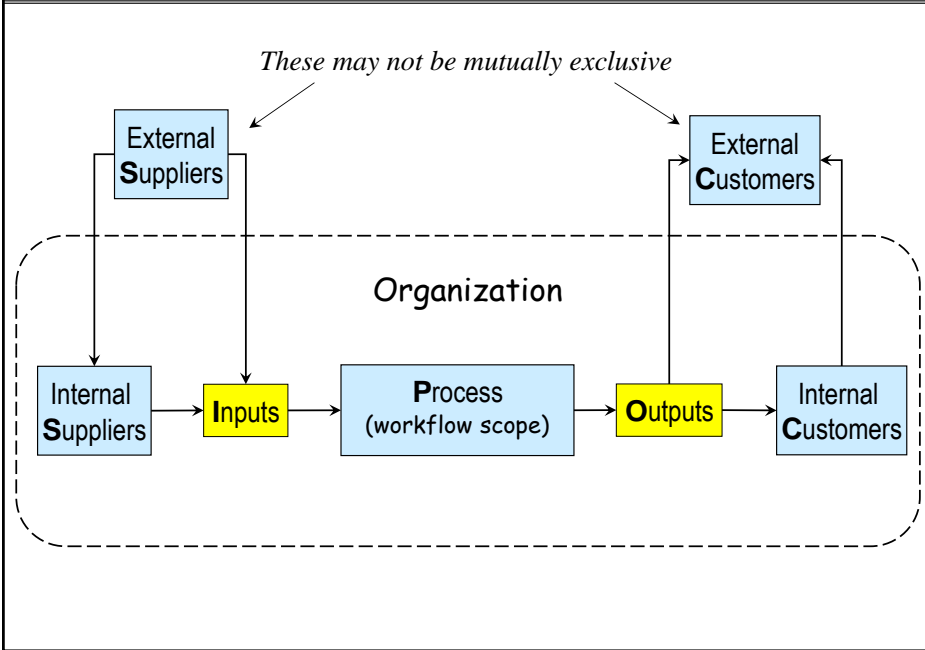 These may not be mutually exclusive
External
Suppliers
External
Customers
Organization
Internal
Suppliers
Inputs
Process
(workflow scope)
Outputs
Internal
Customers